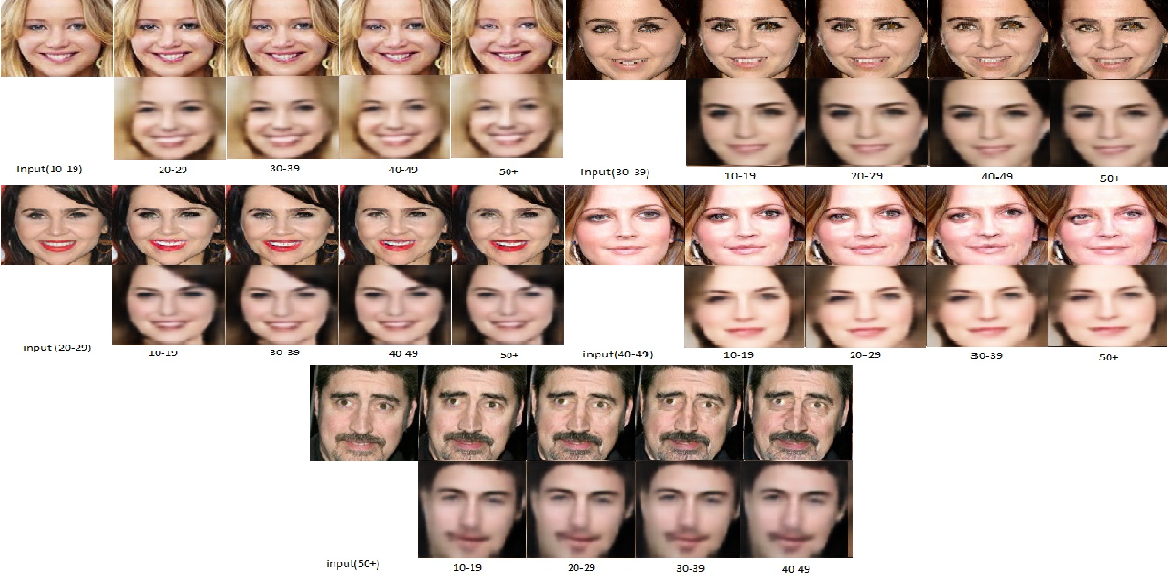 input(10-19) 20-29 30-39 40-49 50+
input(30-39) 10-19 20-29 40-49 50+
input (20-29) 10-19 30-39 40-49 50+
input(40-49) 10-19 20-29 30-39 50+
input(50+) 10-19 20-29 30-39 40-49